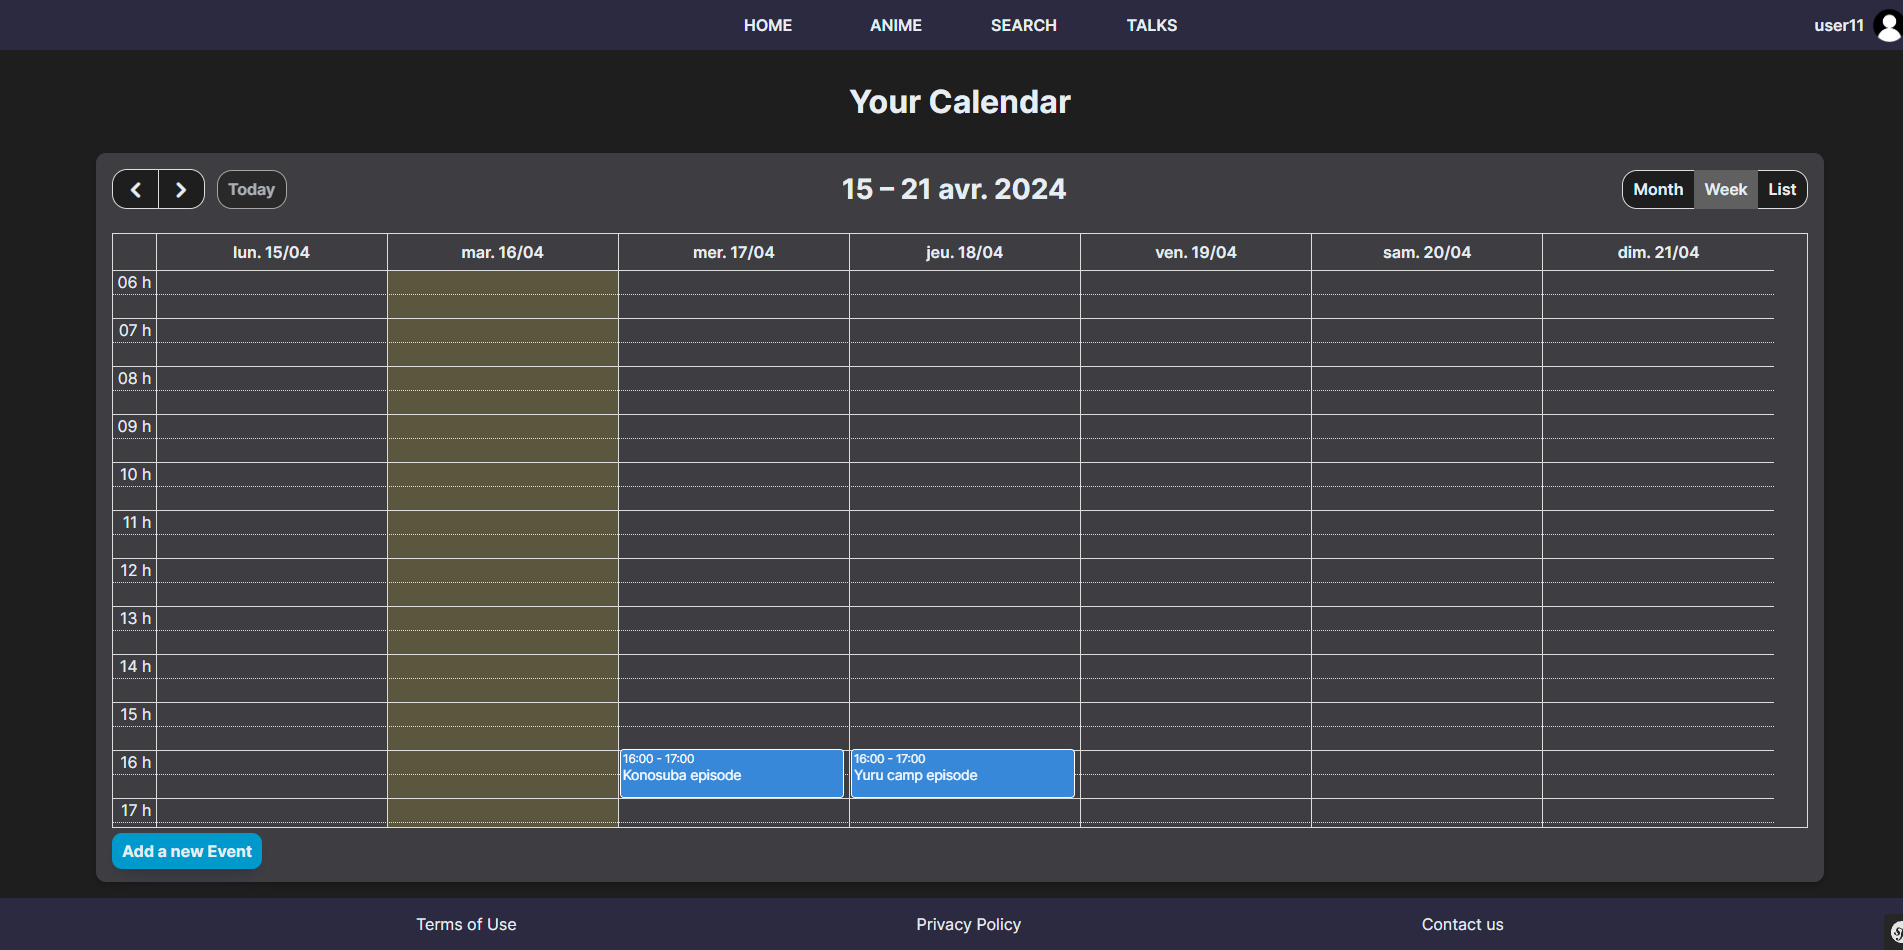 HOME ANIME SEARCH TALKS user11
Your Calendar
Today 15 – 21 avr. 2024 Month Week List
lun. 15/04 mar. 16/04 mer. 17/04 jeu. 18/04 ven. 19/04 sam. 20/04 dim. 21/04
06 h
07 h
08 h
09 h
10 h
11 h
12 h
13 h
14 h
15 h
16 h
16:00 - 17:00
Konosuba episode
16:00 - 17:00
Yuru camp episode
17 h
Add a new Event
Terms of Use Privacy Policy Contact us